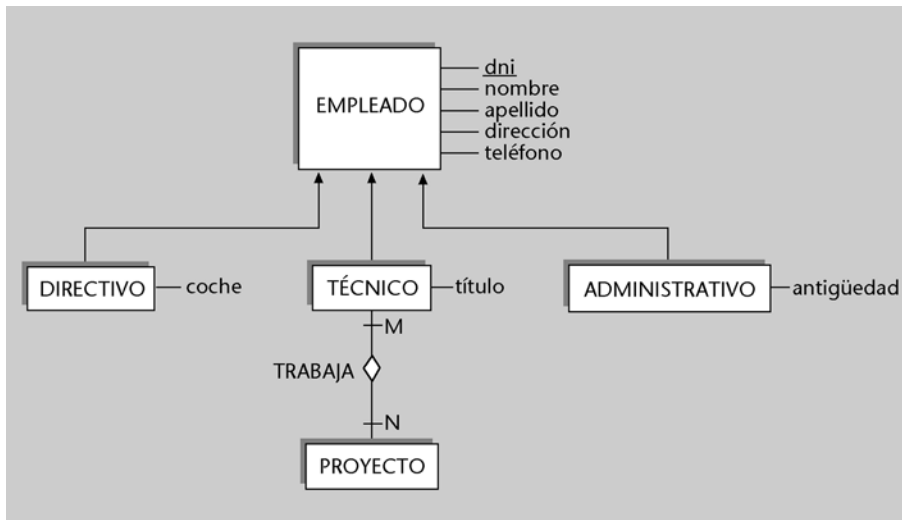 EMPLEADO
dni
nombre
apellido
dirección
teléfono
DIRECTIVO
coche
TÉCNICO
título
ADMINISTRATIVO
antigüedad
M
TRABAJA
N
PROYECTO